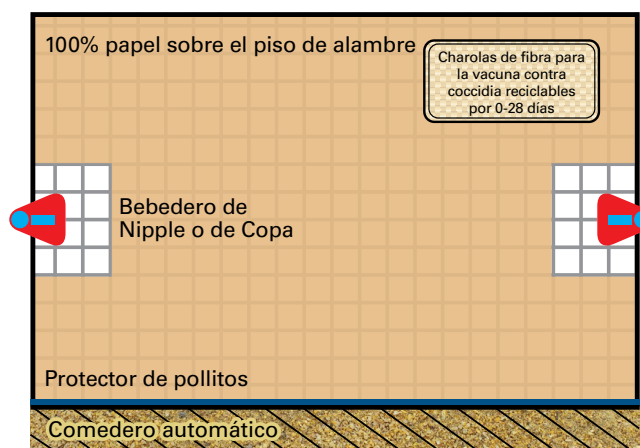 100% papel sobre el piso de alambre
Charolas de fibra para
la vacuna contra
coccidia reciclables
por 0-28 días
Bebedero de
Nipple o de Copa
Protector de pollitos
Comedero automático